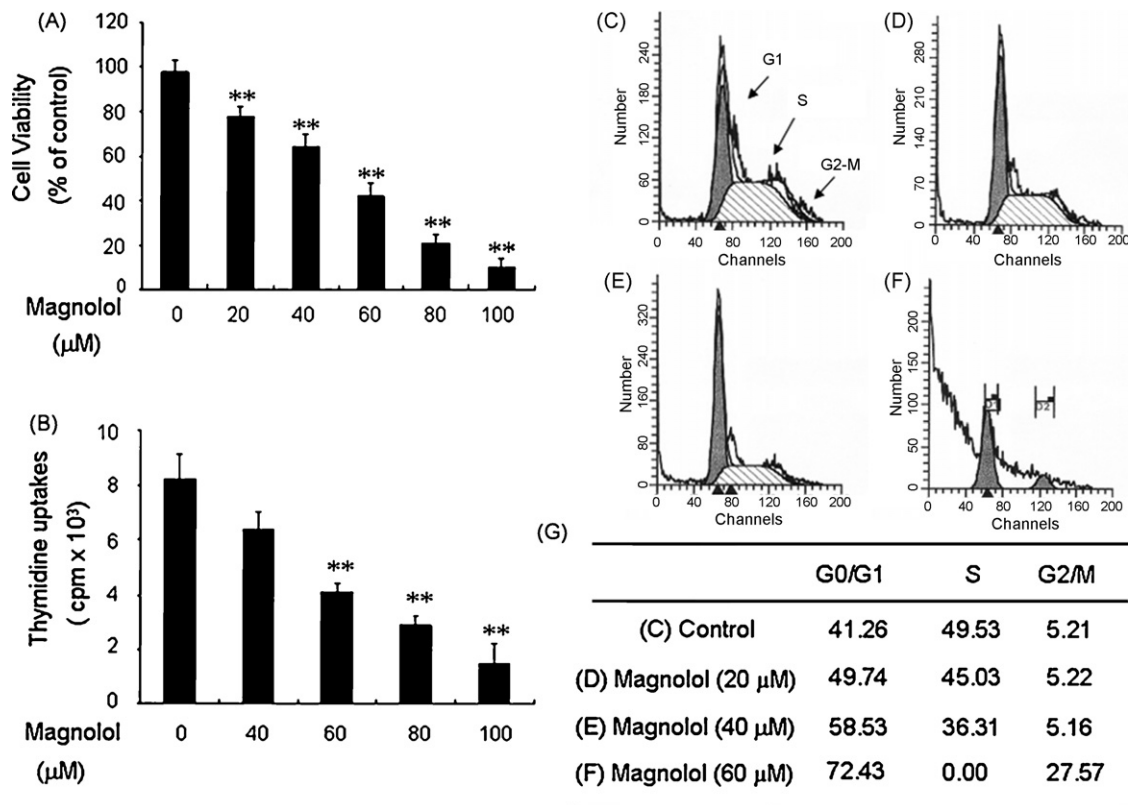 (A)
Cell Viability
(% of control)
120
100
80
60
40
20
0
** ** ** ** **
Magnolol 0 20 40 60 80 100
(μM)
(B)
Thymidine uptakes
( cpm x 10³)
10
8
6
4
2
0
** ** **
Magnolol 0 40 60 80 100
(μM)
(C)
Number
240
180
120
60
0
G1
S
G2-M
0 40 80 120 160 200
Channels
(D)
Number
280
210
140
70
0
0 40 80 120 160 200
Channels
(E)
Number
320
240
160
80
0
0 40 80 120 160 200
Channels
(F)
Number
200
150
100
50
0
D2
0 40 80 120 160 200
Channels
(G)
G0/G1 S G2/M
(C) Control 41.26 49.53 5.21
(D) Magnolol (20 μM) 49.74 45.03 5.22
(E) Magnolol (40 μM) 58.53 36.31 5.16
(F) Magnolol (60 μM) 72.43 0.00 27.57